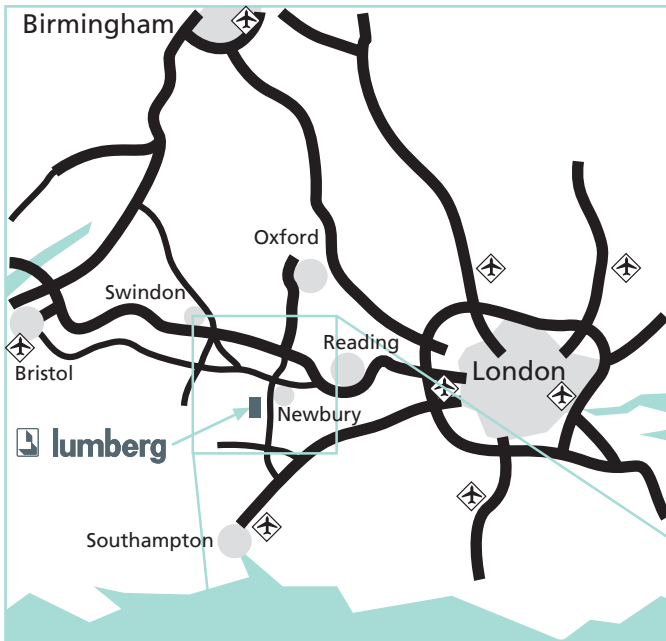 Birmingham
Oxford
Swindon
Reading
London
Bristol
Newbury
lumberg
Southampton